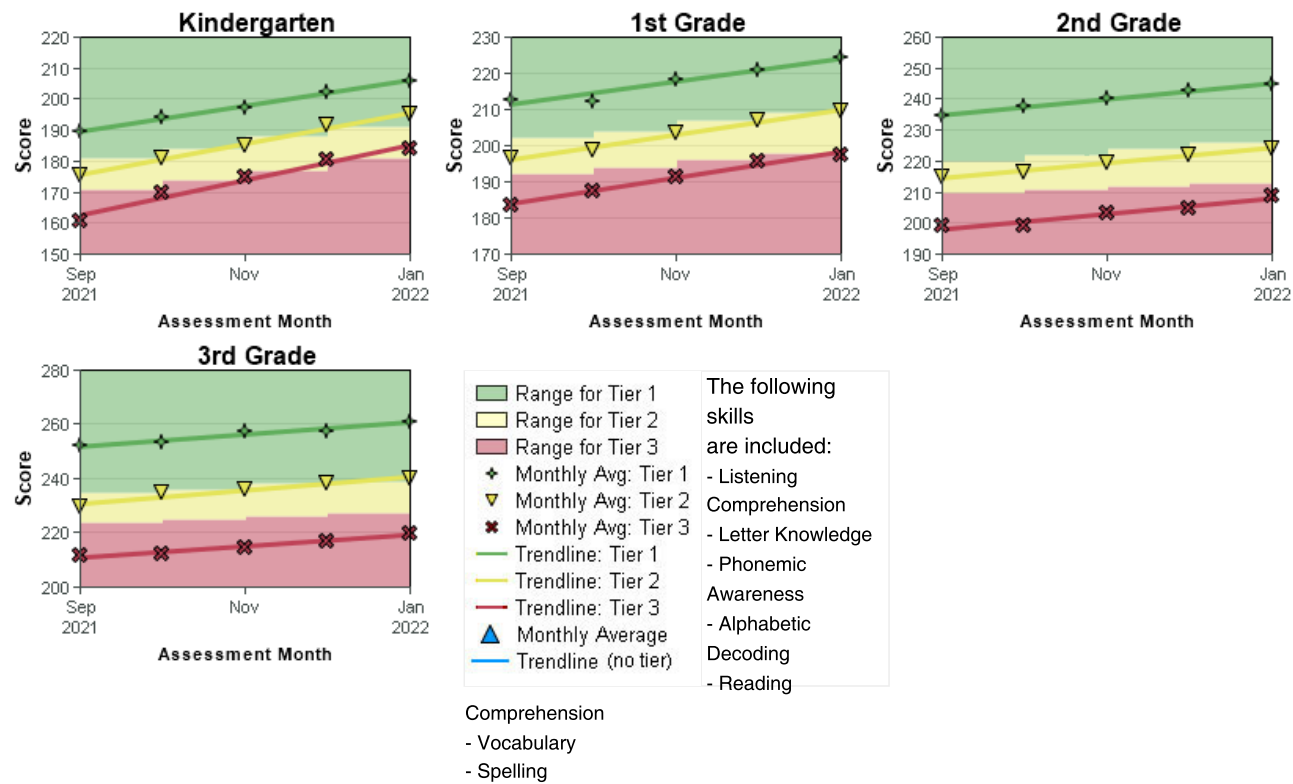 Kindergarten
220
210
200
190
180
170
160
150
Score
Sep
2021
Nov
Jan
2022
Assessment Month
1st Grade
230
220
210
200
190
180
170
Score
Sep
2021
Nov
Jan
2022
Assessment Month
2nd Grade
260
250
240
230
220
210
200
190
Score
Sep
2021
Nov
Jan
2022
Assessment Month
3rd Grade
280
260
240
220
200
Score
Sep
2021
Nov
Jan
2022
Assessment Month
Range for Tier 1
Range for Tier 2
Range for Tier 3
Monthly Avg: Tier 1
Monthly Avg: Tier 2
Monthly Avg: Tier 3
Trendline: Tier 1
Trendline: Tier 2
Trendline: Tier 3
Monthly Average
Trendline (no tier)
The following
skills
are included:
- Listening
Comprehension
- Letter Knowledge
- Phonemic
Awareness
- Alphabetic
Decoding
- Reading
Comprehension
- Vocabulary
- Spelling